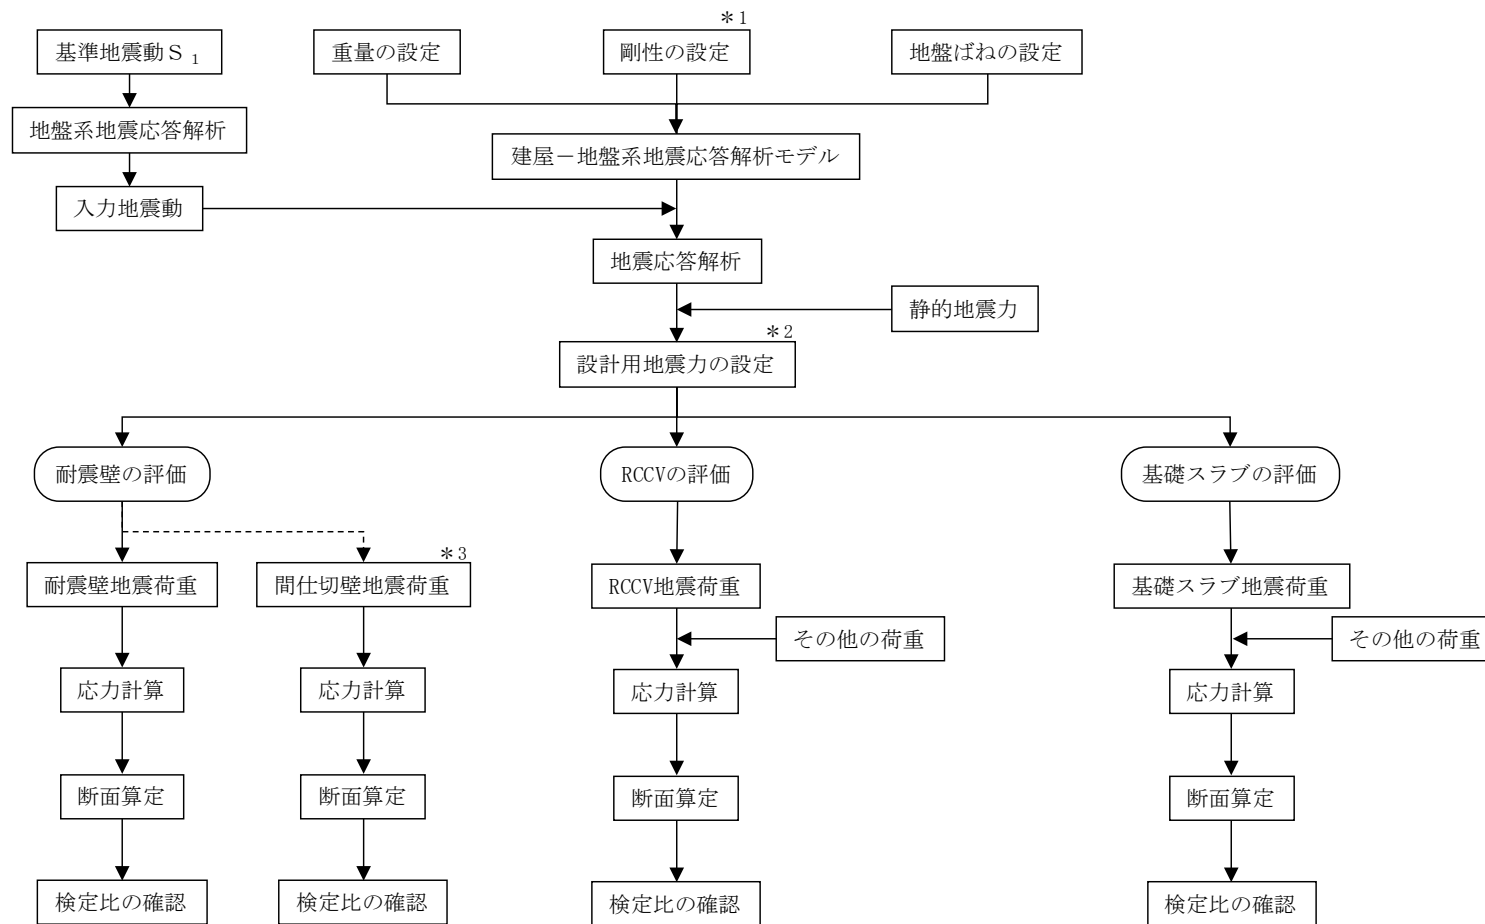 ＊1
基準地震動Ｓ₁
重量の設定
剛性の設定
地盤ばねの設定
地盤系地震応答解析
建屋－地盤系地震応答解析モデル
入力地震動
地震応答解析
静的地震力
＊2
設計用地震力の設定
耐震壁の評価
RCCVの評価
基礎スラブの評価
＊3
耐震壁地震荷重
間仕切壁地震荷重
RCCV地震荷重
基礎スラブ地震荷重
その他の荷重
その他の荷重
応力計算
応力計算
応力計算
応力計算
断面算定
断面算定
断面算定
断面算定
検定比の確認
検定比の確認
検定比の確認
検定比の確認